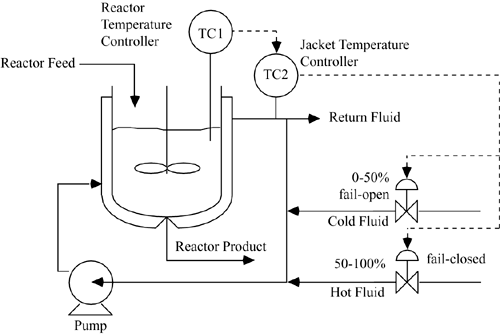 Reactor
Temperature
Controller
TC1
Jacket Temperature
Controller
TC2
Reactor Feed
Return Fluid
0-50%
fail-open
Cold Fluid
Reactor Product
50-100%
fail-closed
Hot Fluid
Pump